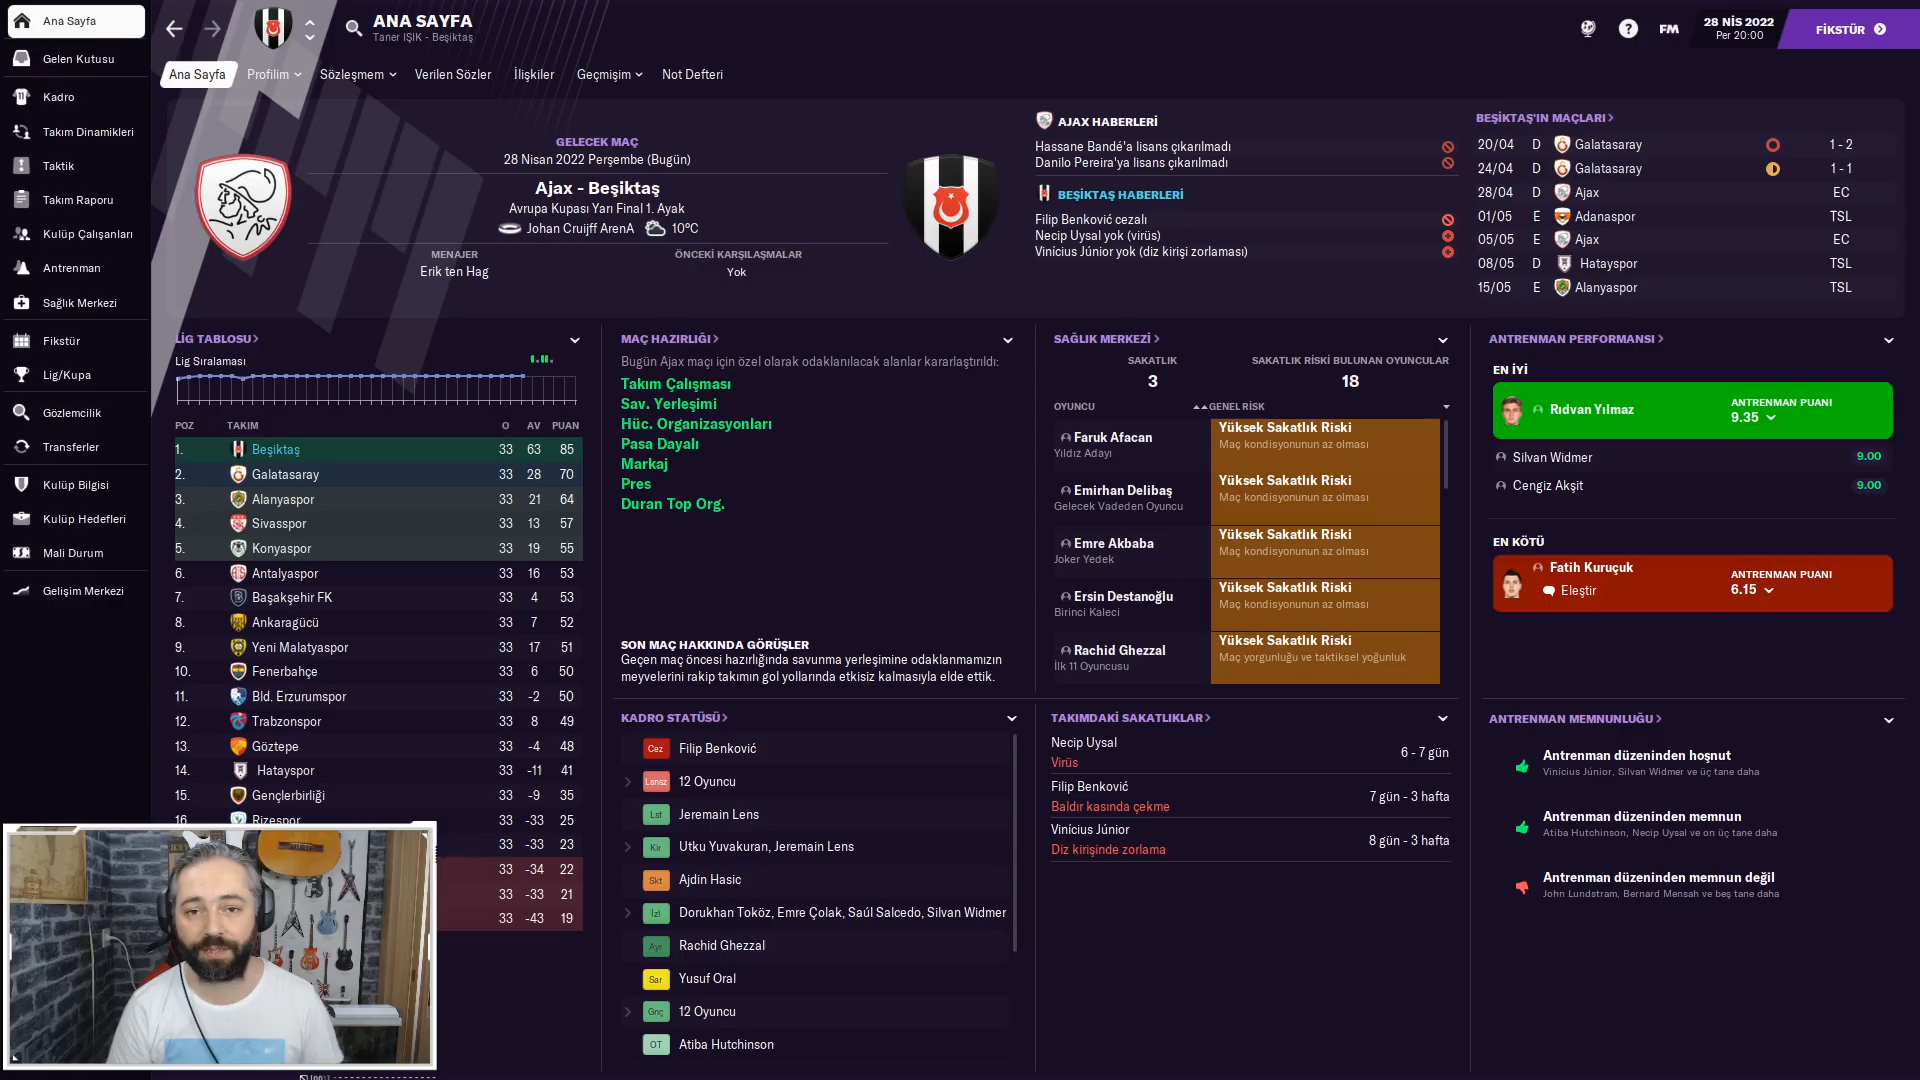 Ana Sayfa
Gelen Kutusu
Kadro
Takım Dinamikleri
Taktik
Takım Raporu
Kulüp Çalışanları
Antrenman
Sağlık Merkezi
Fikstür
Lig/Kupa
Gözlemcilik
Transferler
Kulüp Bilgisi
Kulüp Hedefleri
Mali Durum
Gelişim Merkezi
ANA SAYFA
Taner IŞIK - Beşiktaş
FM
28 NİS 2022
Per 20:00
FİKSTÜR
Ana Sayfa Profilim Sözleşmem Verilen Sözler İlişkiler Geçmişim Not Defteri
GELECEK MAÇ
28 Nisan 2022 Perşembe (Bugün)
Ajax - Beşiktaş
Avrupa Kupası Yarı Final 1. Ayak
Johan Cruijff ArenA 10°C
MENAJER
Erik ten Hag
ÖNCEKİ KARŞILAŞMALAR
Yok
AJAX HABERLERİ
Hassane Bandé'a lisans çıkarılmadı
Danilo Pereira'ya lisans çıkarılmadı
BEŞİKTAŞ HABERLERİ
Filip Benković cezalı
Necip Uysal yok (virüs)
Vinícius Júnior yok (diz kirişi zorlaması)
BEŞİKTAŞ'IN MAÇLARI
20/04 D Galatasaray 1 - 2
24/04 D Galatasaray 1 - 1
28/04 D Ajax EC
01/05 E Adanaspor TSL
05/05 E Ajax EC
08/05 D Hatayspor TSL
15/05 E Alanyaspor TSL
LİG TABLOSU
Lig Sıralaması
POZ TAKIM O AV PUAN
1. Beşiktaş 33 63 85
2. Galatasaray 33 28 70
3. Alanyaspor 33 21 64
4. Sivasspor 33 13 57
5. Konyaspor 33 19 55
6. Antalyaspor 33 16 53
7. Başakşehir FK 33 4 53
8. Ankaragücü 33 7 52
9. Yeni Malatyaspor 33 17 51
10. Fenerbahçe 33 6 50
11. Bld. Erzurumspor 33 -2 50
12. Trabzonspor 33 8 49
13. Göztepe 33 -4 48
14. Hatayspor 33 -11 41
15. Gençlerbirliği 33 -9 35
16. Rizespor 33 -33 25
33 -33 23
33 -34 22
33 -33 21
33 -43 19
MAÇ HAZIRLIĞI
Bugün Ajax maçı için özel olarak odaklanılacak alanlar kararlaştırıldı:
Takım Çalışması
Sav. Yerleşimi
Hüc. Organizasyonları
Pasa Dayalı
Markaj
Pres
Duran Top Org.
SON MAÇ HAKKINDA GÖRÜŞLER
Geçen maç öncesi hazırlığında savunma yerleşimine odaklanmamızın
meyvelerini rakip takımın gol yollarında etkisiz kalmasıyla elde ettik.
SAĞLIK MERKEZİ
SAKATLIK
3
SAKATLIK RİSKİ BULUNAN OYUNCULAR
18
OYUNCU GENEL RİSK
Faruk Afacan
Yıldız Adayı
Yüksek Sakatlık Riski
Maç kondisyonunun az olması
Emirhan Delibaş
Gelecek Vadeden Oyuncu
Yüksek Sakatlık Riski
Maç kondisyonunun az olması
Emre Akbaba
Joker Yedek
Yüksek Sakatlık Riski
Maç kondisyonunun az olması
Ersin Destanoğlu
Birinci Kaleci
Yüksek Sakatlık Riski
Maç kondisyonunun az olması
Rachid Ghezzal
İlk 11 Oyuncusu
Yüksek Sakatlık Riski
Maç yorgunluğu ve taktiksel yoğunluk
ANTRENMAN PERFORMANSI
EN İYİ
Rıdvan Yılmaz
ANTRENMAN PUANI
9.35
Silvan Widmer 9.00
Cengiz Akşit 9.00
EN KÖTÜ
Fatih Kuruçuk
Eleştir
ANTRENMAN PUANI
6.15
KADRO STATÜSÜ
Cez Filip Benković
Lsnsz 12 Oyuncu
Lst Jeremain Lens
Kir Utku Yuvakuran, Jeremain Lens
Skt Ajdin Hasic
İzl Dorukhan Toköz, Emre Çolak, Saúl Salcedo, Silvan Widmer
Ayr Rachid Ghezzal
Sar Yusuf Oral
Gnç 12 Oyuncu
OT Atiba Hutchinson
TAKIMDAKİ SAKATLIKLAR
Necip Uysal
Virüs
6 - 7 gün
Filip Benković
Baldır kasında çekme
7 gün - 3 hafta
Vinícius Júnior
Diz kirişinde zorlama
8 gün - 3 hafta
ANTRENMAN MEMNUNLUĞU
Antrenman düzeninden hoşnut
Vinícius Júnior, Silvan Widmer ve üç tane daha
Antrenman düzeninden memnun
Atiba Hutchinson, Necip Uysal ve on üç tane daha
Antrenman düzeninden memnun değil
John Lundstram, Bernard Mensah ve beş tane daha